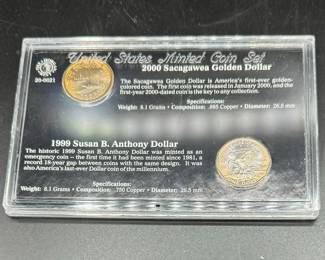 United States Minted Coin Set
2000 Sacagawea Golden Dollar
20-0021
The Sacagawea Golden Dollar is America's first-ever golden-
colored coin. The first coin was released in January 2000, and the
first-year 2000-dated coin is the key to any collection.
Specifications:
Weight: 8.1 Grams • Composition: .885 Copper • Diameter: 26.5 mm
1999 Susan B. Anthony Dollar
The historic 1999 Susan B. Anthony Dollar was minted as an
emergency coin – the first time it had been minted since 1981, a
record 18-year gap between coins with the same design. It was
also America's last-ever Dollar coin of the millennium.
Specifications:
Weight: 8.1 Grams • Composition: .750 Copper • Diameter: 26.5 mm